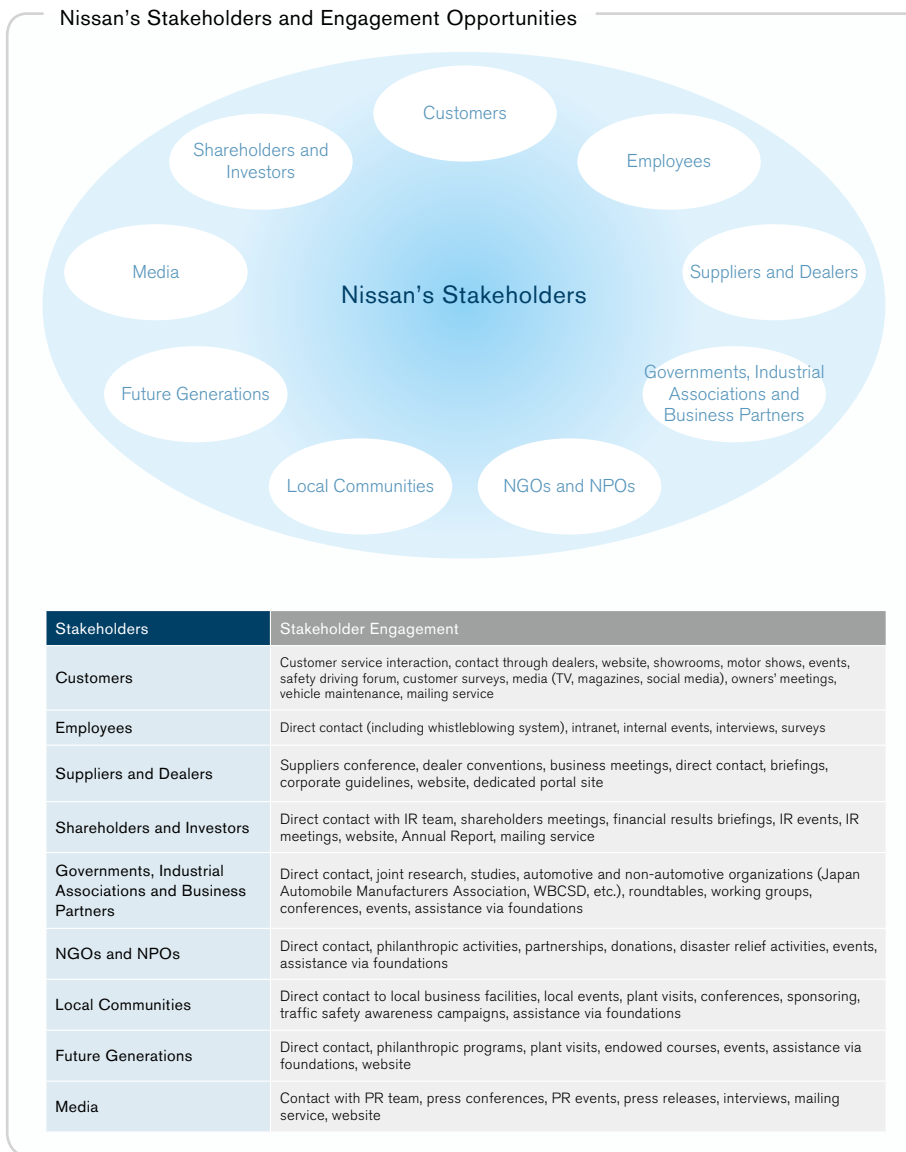 Nissan’s Stakeholders and Engagement Opportunities
Customers
Shareholders and
Investors
Employees
Media
Suppliers and Dealers
Nissan’s Stakeholders
Future Generations
Governments, Industrial
Associations and
Business Partners
Local Communities
NGOs and NPOs
Stakeholders
Stakeholder Engagement
Customers
Customer service interaction, contact through dealers, website, showrooms, motor shows, events,
safety driving forum, customer surveys, media (TV, magazines, social media), owners’ meetings,
vehicle maintenance, mailing service
Employees
Direct contact (including whistleblowing system), intranet, internal events, interviews, surveys
Suppliers and Dealers
Suppliers conference, dealer conventions, business meetings, direct contact, briefings,
corporate guidelines, website, dedicated portal site
Shareholders and Investors
Direct contact with IR team, shareholders meetings, financial results briefings, IR events, IR
meetings, website, Annual Report, mailing service
Governments, Industrial
Associations and Business
Partners
Direct contact, joint research, studies, automotive and non-automotive organizations (Japan
Automobile Manufacturers Association, WBCSD, etc.), roundtables, working groups,
conferences, events, assistance via foundations
NGOs and NPOs
Direct contact, philanthropic activities, partnerships, donations, disaster relief activities, events,
assistance via foundations
Local Communities
Direct contact to local business facilities, local events, plant visits, conferences, sponsoring,
traffic safety awareness campaigns, assistance via foundations
Future Generations
Direct contact, philanthropic programs, plant visits, endowed courses, events, assistance via
foundations, website
Media
Contact with PR team, press conferences, PR events, press releases, interviews, mailing
service, website